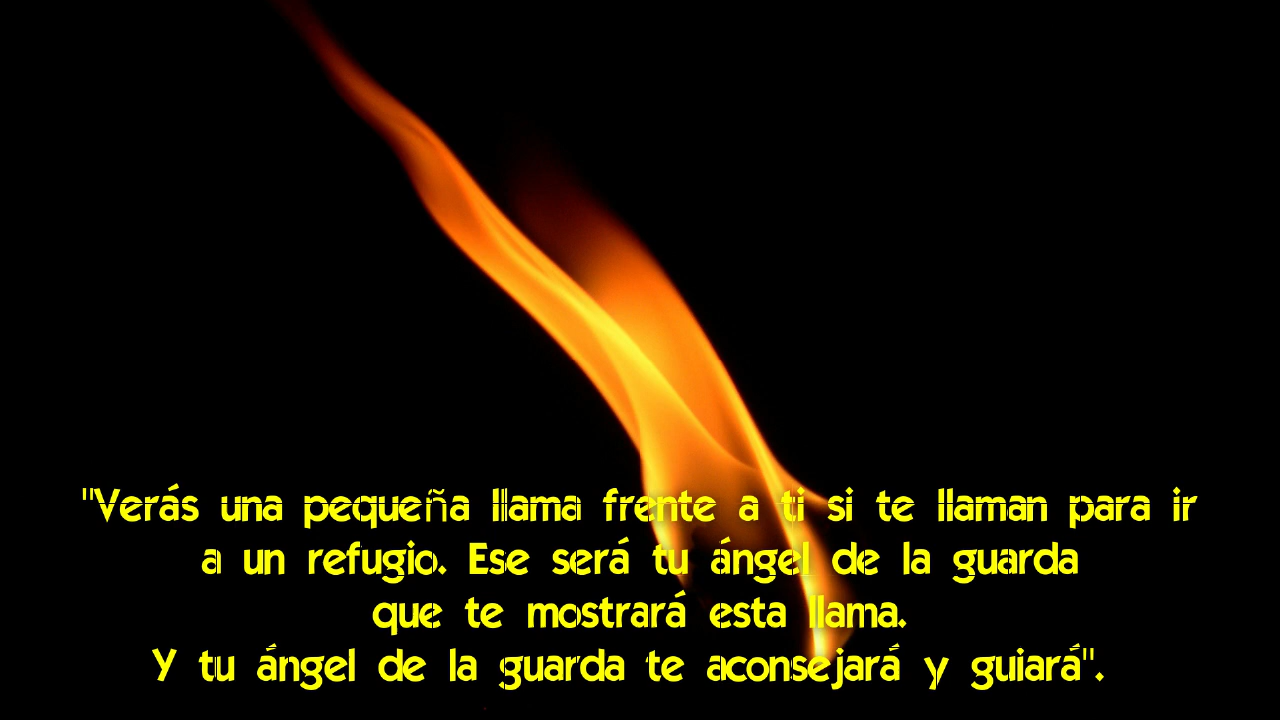 "Verás una pequeña llama frente a ti si te llaman para ir
a un refugio. Ese será tu ángel de la guarda
que te mostrará esta llama.
Y tu ángel de la guarda te aconsejará y guiará".